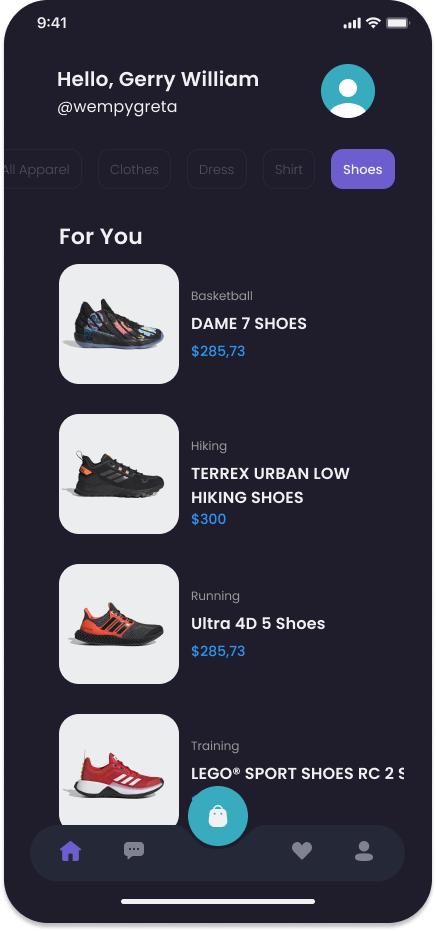 9:41
Hello, Gerry William
@wempygreta
All Apparel
Clothes
Dress
Shirt
Shoes
For You
Basketball
DAME 7 SHOES
$285,73
Hiking
TERREX URBAN LOW
HIKING SHOES
$300
Running
Ultra 4D 5 Shoes
$285,73
Training
LEGO® SPORT SHOES RC 2 S